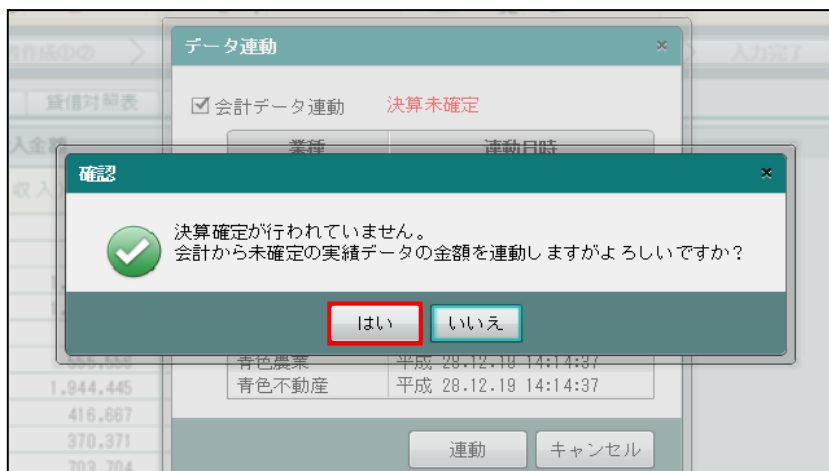 データ連動 ×
入力完了
貸借対照表
会計データ連動 決算未確定
業種 連動日時
確認 ×
決算確定が行われていません。
会計から未確定の実績データの金額を連動しますがよろしいですか？
はい いいえ
青色農業 平成 28.12.19 14:14:37
1,944,445 青色不動産 平成 28.12.19 14:14:37
416,667
370,371 連動 キャンセル
703,704